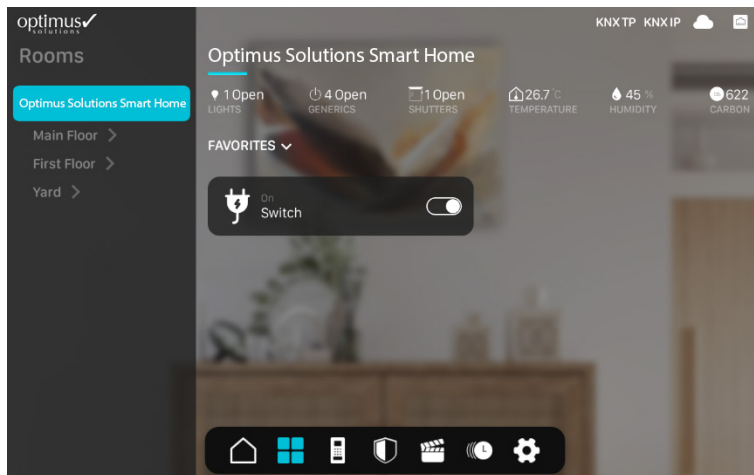 optimus
solutions
KNX TP KNX IP
Rooms
Optimus Solutions Smart Home
Main Floor
First Floor
Yard
Optimus Solutions Smart Home
1 Open
LIGHTS
4 Open
GENERICS
1 Open
SHUTTERS
26.7 °C
TEMPERATURE
45 %
HUMIDITY
622
CARBON
FAVORITES
On
Switch